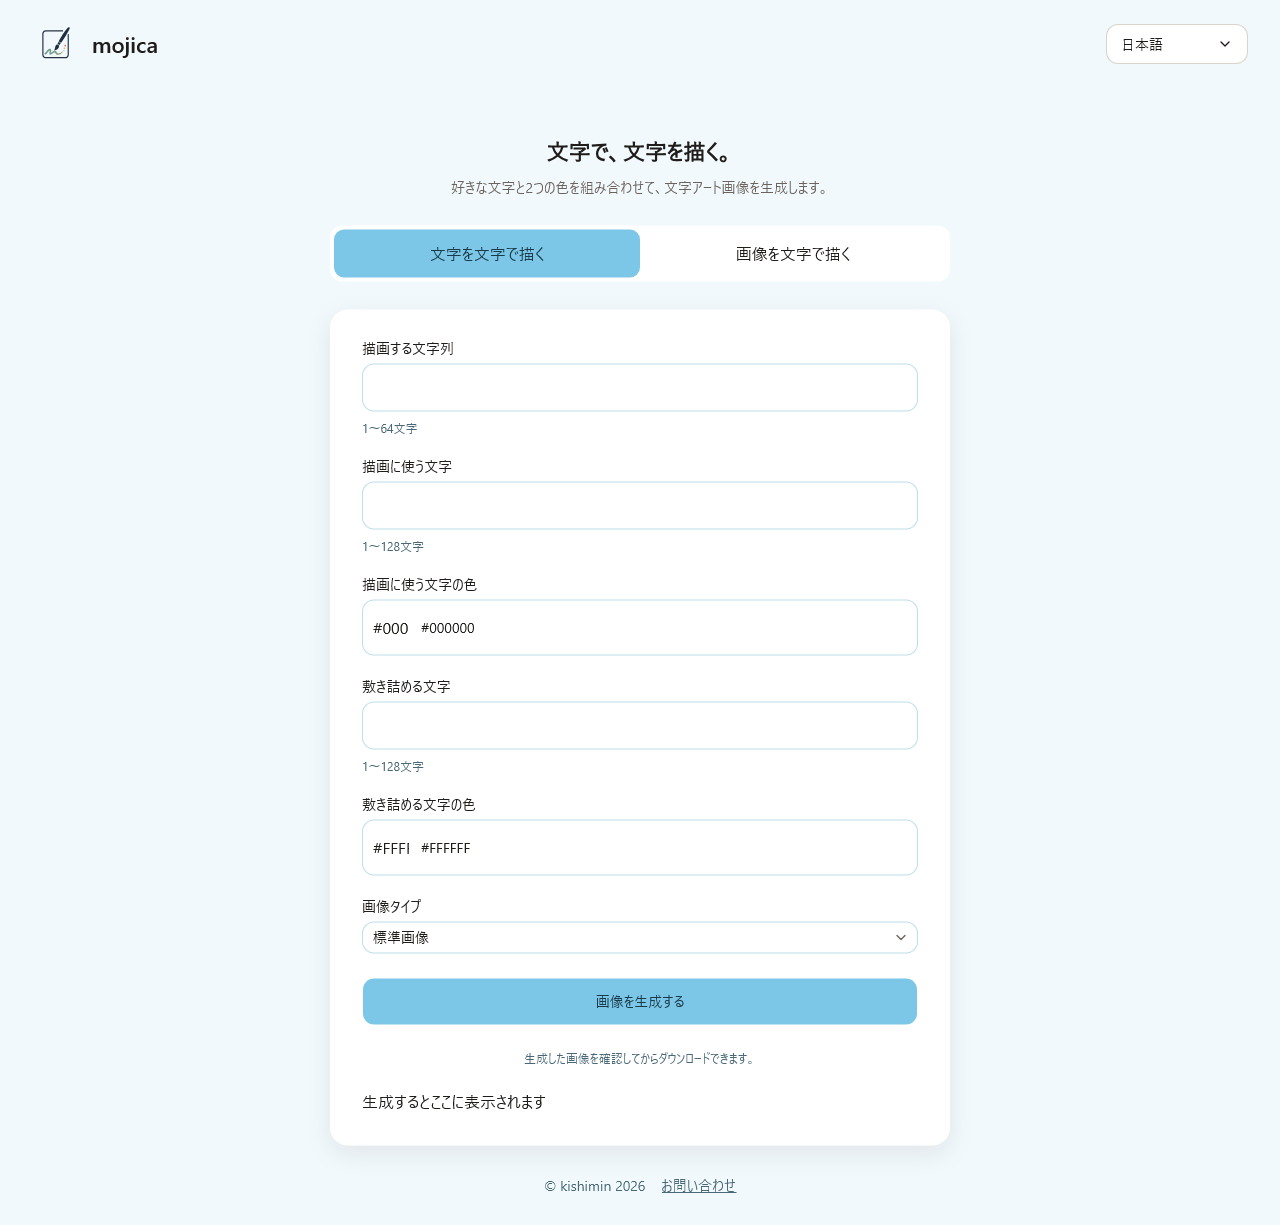 mojica
日本語
文字で、文字を描く。
好きな文字と2つの色を組み合わせて、文字アート画像を生成します。
文字を文字で描く
画像を文字で描く
描画する文字列
1〜64文字
描画に使う文字
1〜128文字
描画に使う文字の色
#000 #000000
敷き詰める文字
1〜128文字
敷き詰める文字の色
#FFF #FFFFFF
画像タイプ
標準画像
画像を生成する
生成した画像を確認してからダウンロードできます。
生成するとここに表示されます
© kishimin 2026 お問い合わせ